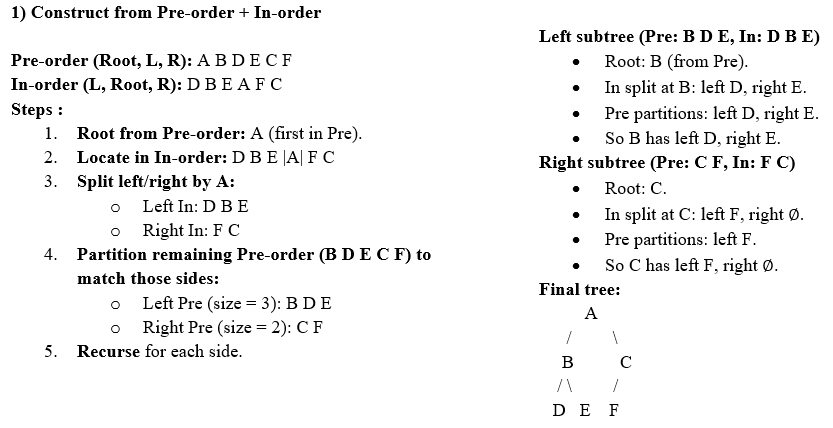 1) Construct from Pre-order + In-order
Pre-order (Root, L, R): A B D E C F
In-order (L, Root, R): D B E A F C
Steps :
1. Root from Pre-order: A (first in Pre).
2. Locate in In-order: D B E |A| F C
3. Split left/right by A:
o Left In: D B E
o Right In: F C
4. Partition remaining Pre-order (B D E C F) to
match those sides:
o Left Pre (size = 3): B D E
o Right Pre (size = 2): C F
5. Recurse for each side.
Left subtree (Pre: B D E, In: D B E)
• Root: B (from Pre).
• In split at B: left D, right E.
• Pre partitions: left D, right E.
• So B has left D, right E.
Right subtree (Pre: C F, In: F C)
• Root: C.
• In split at C: left F, right Ø.
• Pre partitions: left F.
• So C has left F, right Ø.
Final tree:
A
/ \
B C
/ \ /
D E F